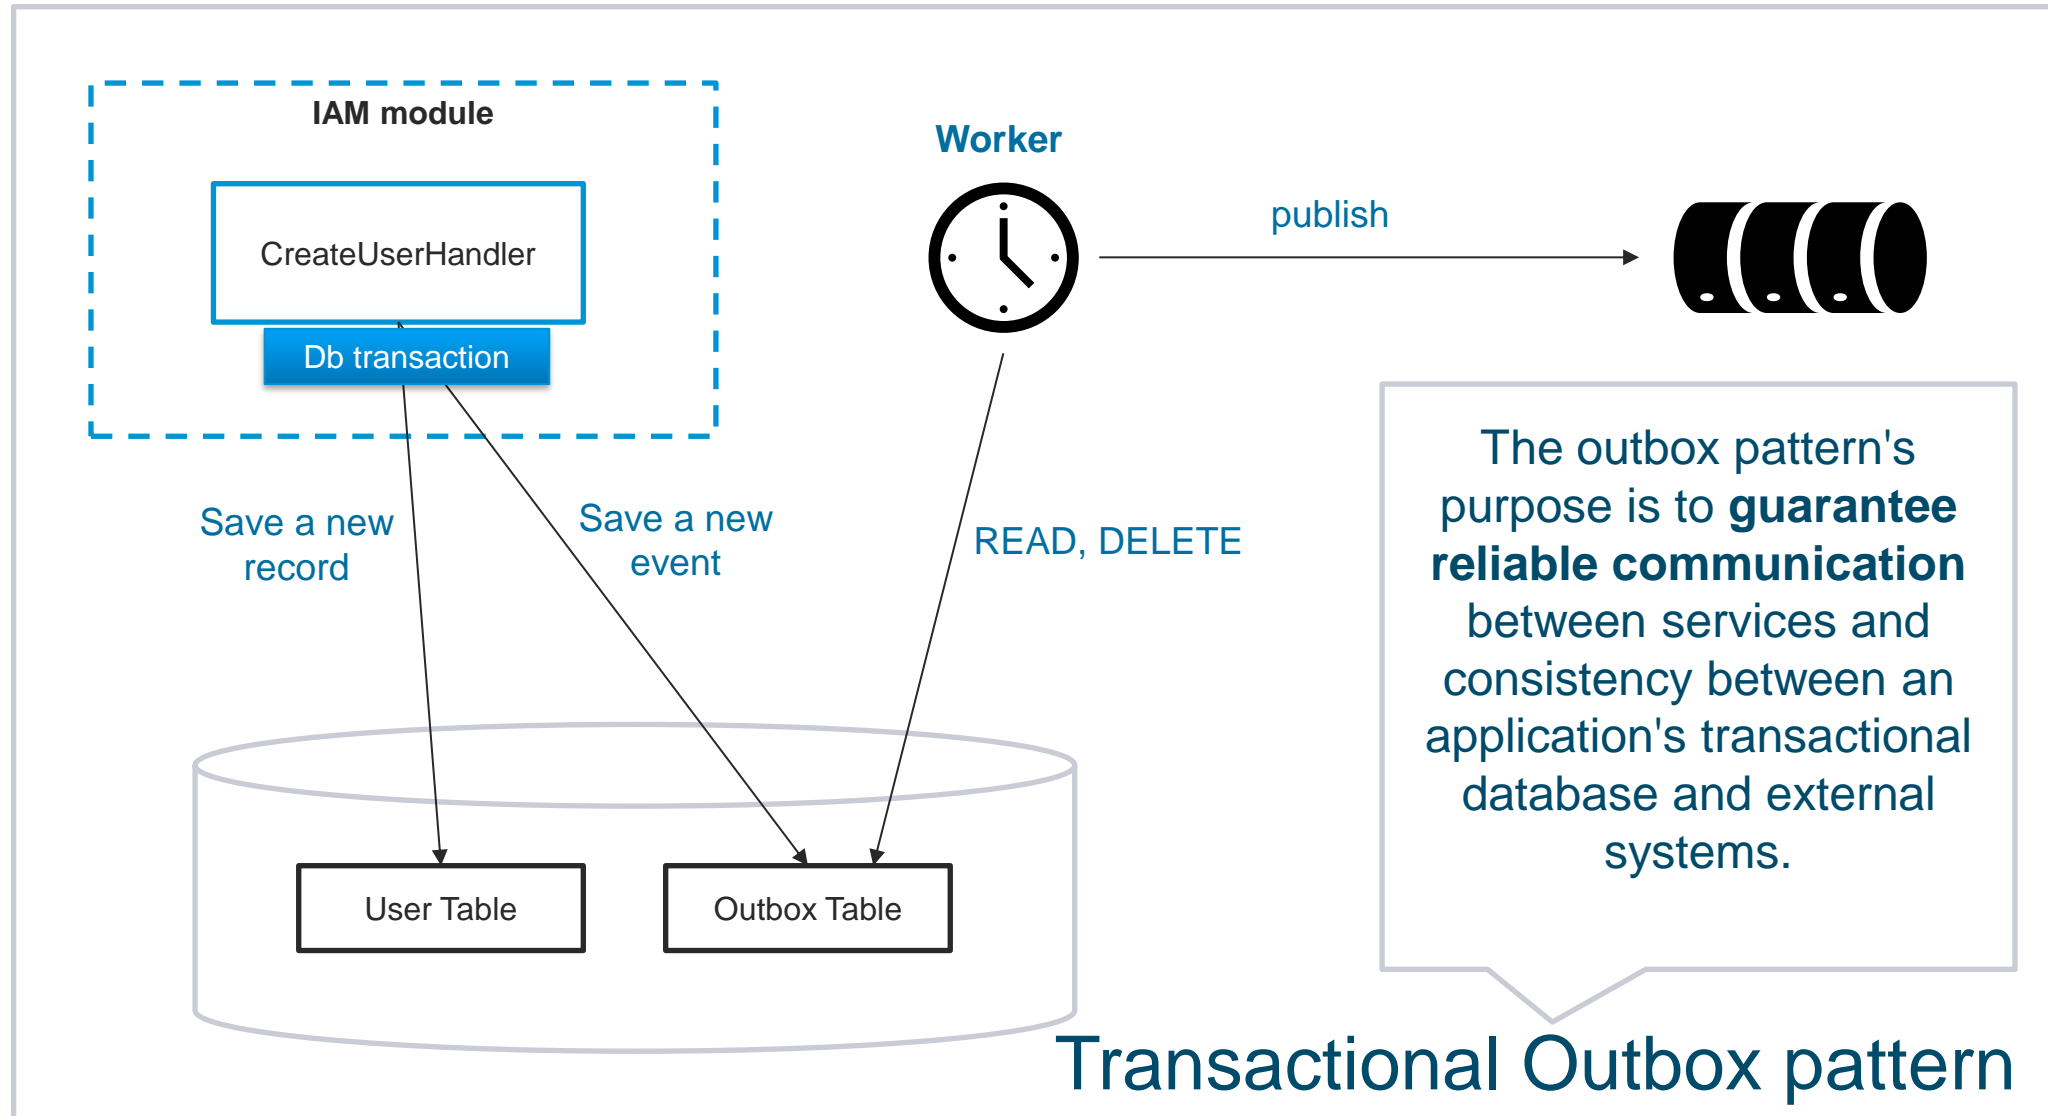 IAM module
CreateUserHandler
Db transaction
Worker
publish
Save a new
record
Save a new
event
READ, DELETE
User Table
Outbox Table
The outbox pattern's
purpose is to guarantee
reliable communication
between services and
consistency between an
application's transactional
database and external
systems.
Transactional Outbox pattern